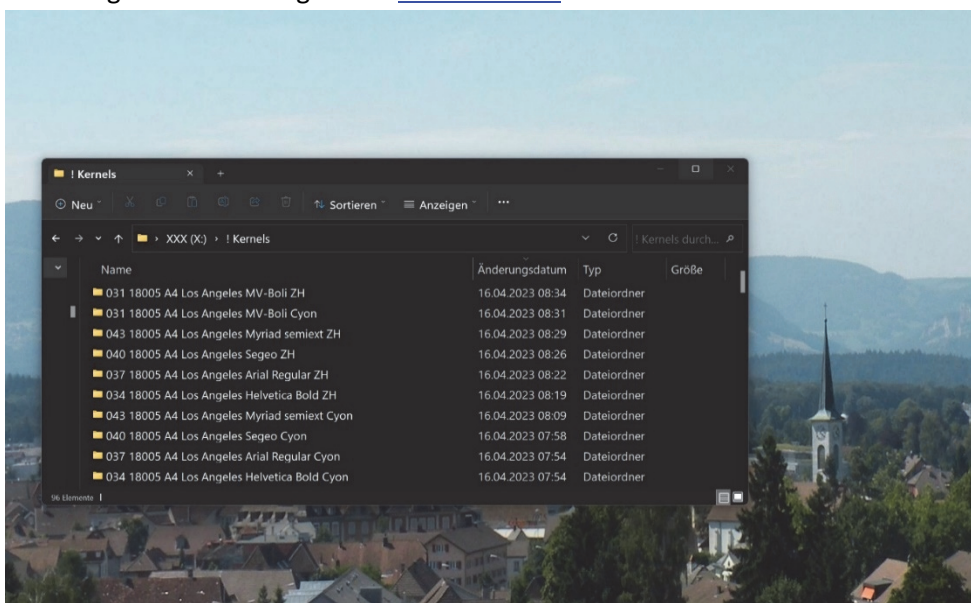 ! Kernels
Neu
Sortieren
Anzeigen
XXX (X:) › ! Kernels
! Kernels durch...
Name Änderungsdatum Typ Größe
031 18005 A4 Los Angeles MV-Boli ZH 16.04.2023 08:34 Dateiordner
031 18005 A4 Los Angeles MV-Boli Cyon 16.04.2023 08:31 Dateiordner
043 18005 A4 Los Angeles Myriad semiext ZH 16.04.2023 08:29 Dateiordner
040 18005 A4 Los Angeles Segeo ZH 16.04.2023 08:26 Dateiordner
037 18005 A4 Los Angeles Arial Regular ZH 16.04.2023 08:22 Dateiordner
034 18005 A4 Los Angeles Helvetica Bold ZH 16.04.2023 08:19 Dateiordner
043 18005 A4 Los Angeles Myriad semiext Cyon 16.04.2023 08:09 Dateiordner
040 18005 A4 Los Angeles Segeo Cyon 16.04.2023 07:58 Dateiordner
037 18005 A4 Los Angeles Arial Regular Cyon 16.04.2023 07:54 Dateiordner
034 18005 A4 Los Angeles Helvetica Bold Cyon 16.04.2023 07:54 Dateiordner
96 Elemente